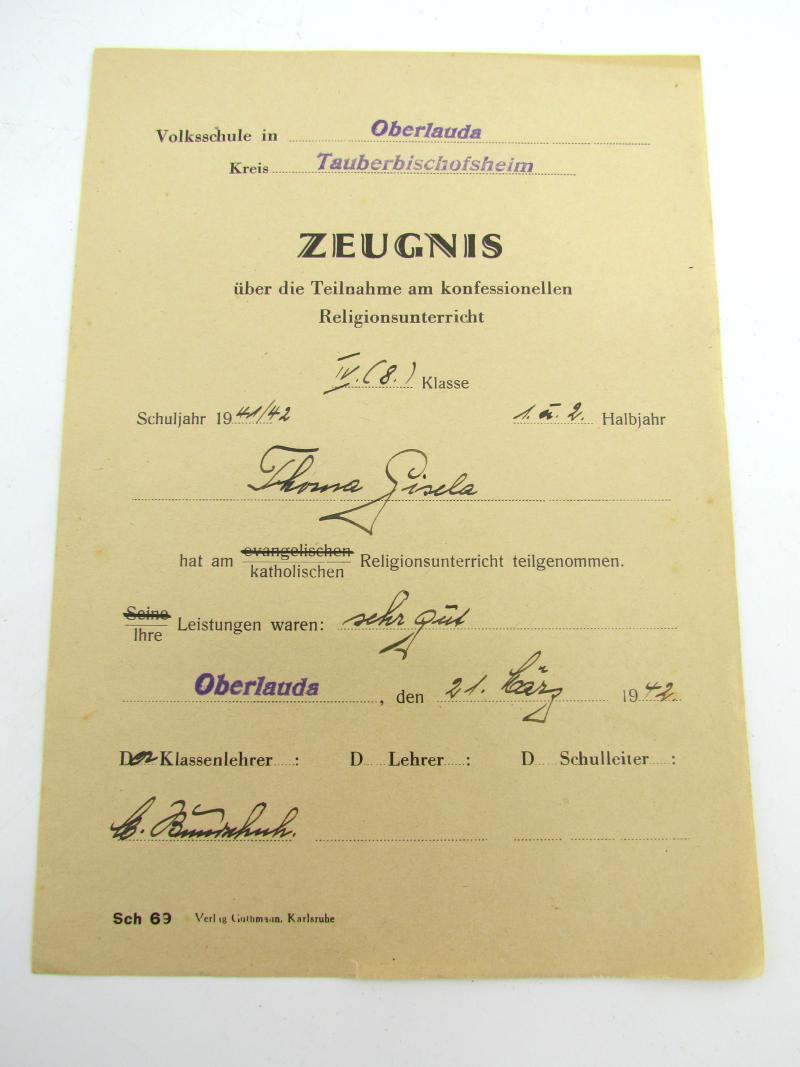 Volksschule in Oberlauda
Kreis Tauberbischofsheim
ZEUGNIS
über die Teilnahme am konfessionellen
Religionsunterricht
IV. (8.) Klasse
Schuljahr 1941/42 1. u. 2. Halbjahr
Thoma Gisela
hat am evangelischen Religionsunterricht teilgenommen.
katholischen
Seine
Ihre Leistungen waren: sehr gut
Oberlauda, den 21. März 1942.
Der Klassenlehrer: D Lehrer: D Schulleiter:
Bundschuh.
Sch 69 Verlag Guthmann, Karlsruhe